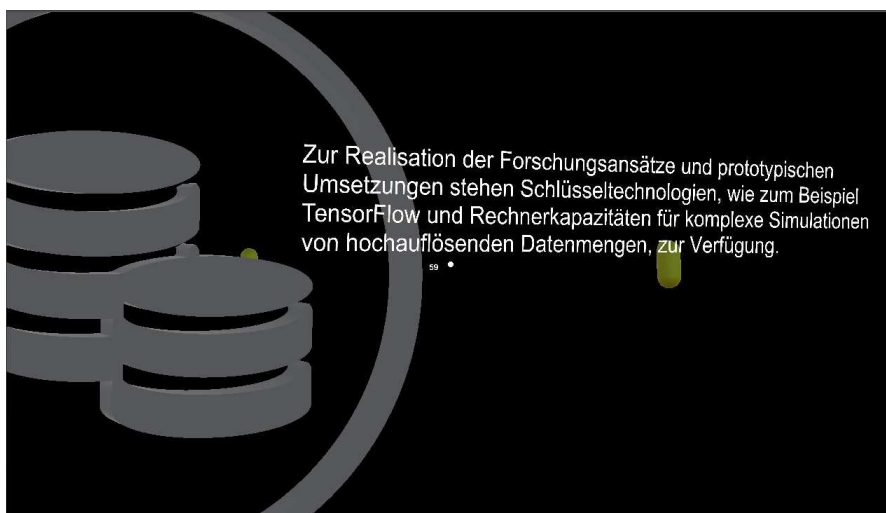 Zur Realisation der Forschungsansätze und prototypischen
Umsetzungen stehen Schlüsseltechnologien, wie zum Beispiel
TensorFlow und Rechnerkapazitäten für komplexe Simulationen
von hochauflösenden Datenmengen, zur Verfügung.
59